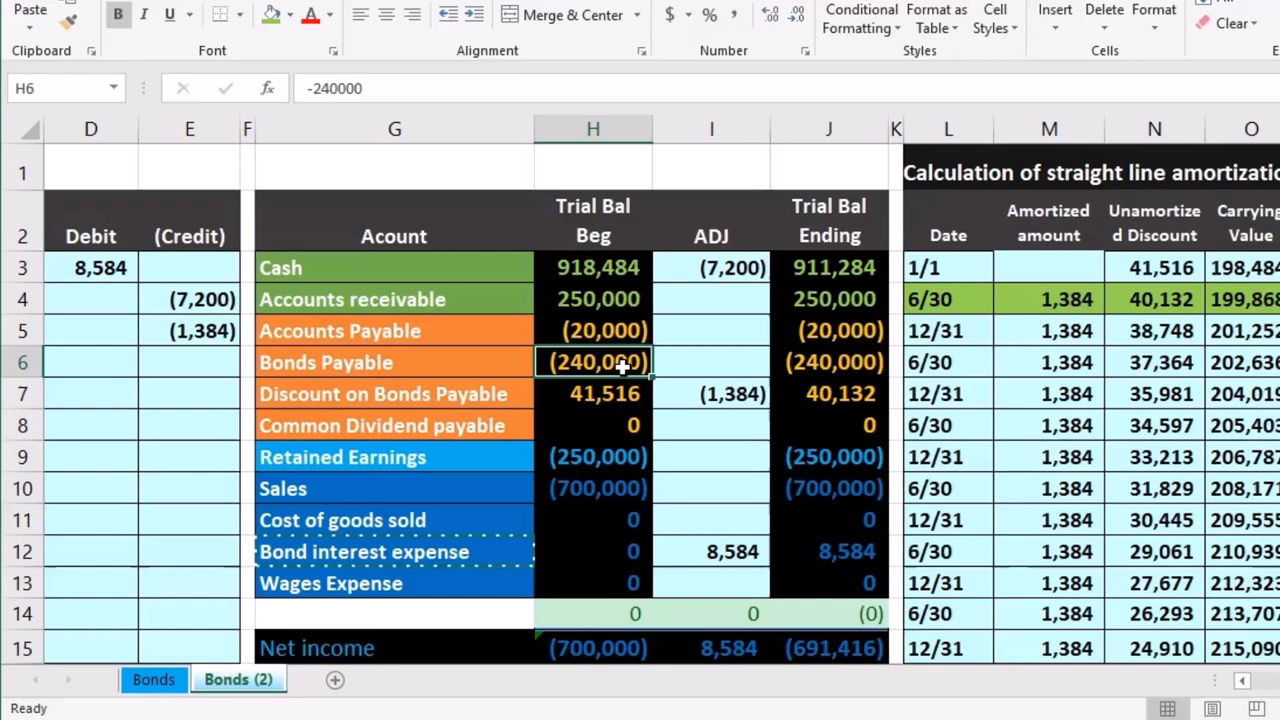 Paste
B I U
Merge & Center
$ % ,
Conditional Formatting
Format as Table
Cell Styles
Insert Delete Format
Clear
Clipboard Font Alignment Number Styles Cells
H6 fx -240000
D E F G H I J K L M N O
1 Calculation of straight line amortizatio
2 Debit (Credit) Acount Trial Bal Beg ADJ Trial Bal Ending Date Amortized amount Unamortized Discount Carrying Value
3 8,584 Cash 918,484 (7,200) 911,284 1/1 41,516 198,484
4 (7,200) Accounts receivable 250,000 250,000 6/30 1,384 40,132 199,868
5 (1,384) Accounts Payable (20,000) (20,000) 12/31 1,384 38,748 201,252
6 Bonds Payable (240,000) (240,000) 6/30 1,384 37,364 202,636
7 Discount on Bonds Payable 41,516 (1,384) 40,132 12/31 1,384 35,981 204,019
8 Common Dividend payable 0 0 6/30 1,384 34,597 205,403
9 Retained Earnings (250,000) (250,000) 12/31 1,384 33,213 206,787
10 Sales (700,000) (700,000) 6/30 1,384 31,829 208,171
11 Cost of goods sold 0 0 12/31 1,384 30,445 209,555
12 Bond interest expense 0 8,584 8,584 6/30 1,384 29,061 210,939
13 Wages Expense 0 0 12/31 1,384 27,677 212,323
14 0 0 (0) 6/30 1,384 26,293 213,707
15 Net income (700,000) 8,584 (691,416) 12/31 1,384 24,910 215,090
Bonds Bonds (2)
Ready